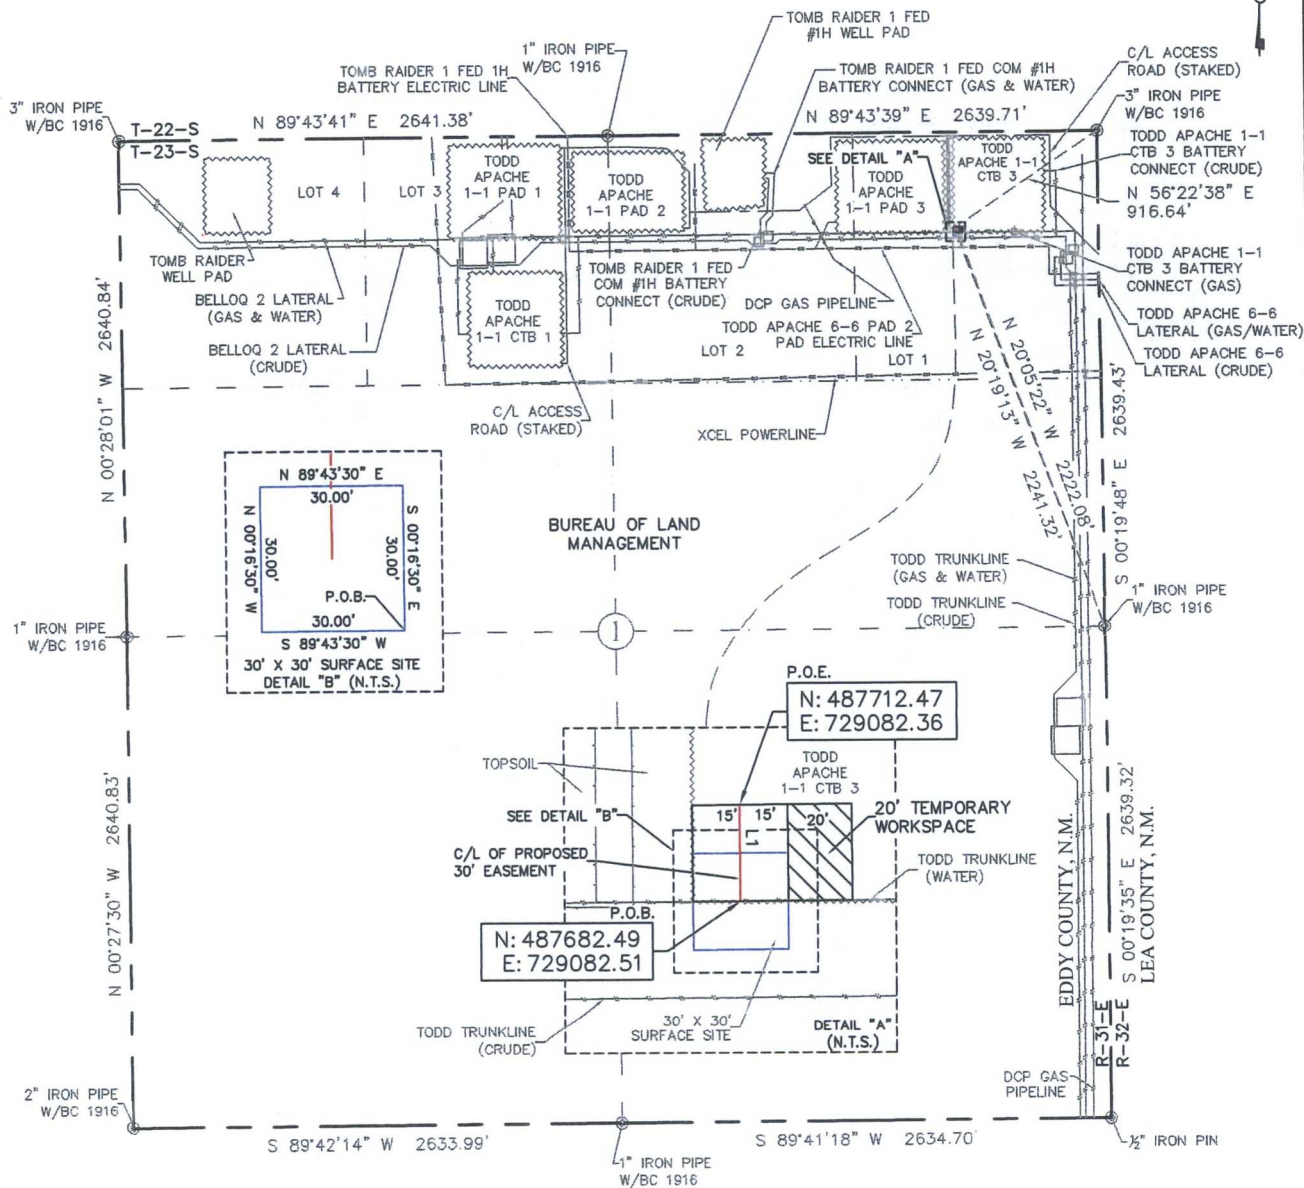 TOMB RAIDER 1 FED
#1H WELL PAD
1" IRON PIPE
W/BC 1916
C/L ACCESS
ROAD (STAKED)
TOMB RAIDER 1 FED 1H
BATTERY ELECTRIC LINE
TOMB RAIDER 1 FED COM #1H
BATTERY CONNECT (GAS & WATER)
3" IRON PIPE
W/BC 1916
3" IRON PIPE
W/BC 1916
T-22-S
T-23-S
N 89°43'41" E 2641.38'
N 89°43'39" E 2639.71'
TODD APACHE 1-1
CTB 3 BATTERY
CONNECT (CRUDE)
SEE DETAIL "A"
LOT 4
LOT 3
TODD
APACHE
1-1 PAD 1
TODD
APACHE
1-1 PAD 2
TODD
APACHE
1-1 PAD 3
TODD
APACHE 1-1
CTB 3
N 56°22'38" E
916.64'
TOMB RAIDER
WELL PAD
BELLOQ 2 LATERAL
(GAS & WATER)
BELLOQ 2 LATERAL
(CRUDE)
TODD
APACHE
1-1 CTB 1
TOMB RAIDER 1 FED
COM #1H BATTERY
CONNECT (CRUDE)
DCP GAS PIPELINE
TODD APACHE 6-6 PAD 2
PAD ELECTRIC LINE
LOT 2
LOT 1
TODD APACHE 1-1
CTB 3 BATTERY
CONNECT (GAS)
TODD APACHE 6-6
LATERAL (GAS/WATER)
TODD APACHE 6-6
LATERAL (CRUDE)
N 00°28'01" W 2640.84'
C/L ACCESS
ROAD (STAKED)
XCEL POWERLINE
N 20°05'22" W 2222.08'
N 20°19'13" W 2241.32'
S 00°19'48" E 2639.43'
N 89°43'30" E
30.00'
N 00°16'30" W
30.00'
S 00°16'30" E
30.00'
P.O.B.
30.00'
S 89°43'30" W
30' X 30' SURFACE SITE
DETAIL "B" (N.T.S.)
BUREAU OF LAND
MANAGEMENT
TODD TRUNKLINE
(GAS & WATER)
TODD TRUNKLINE
(CRUDE)
1" IRON PIPE
W/BC 1916
1" IRON PIPE
W/BC 1916
1
P.O.E.
N: 487712.47
E: 729082.36
TOPSOIL
TODD
APACHE
1-1 CTB 3
SEE DETAIL "B"
15' 15'
20'
L1
20' TEMPORARY
WORKSPACE
C/L OF PROPOSED
30' EASEMENT
TODD TRUNKLINE
(WATER)
P.O.B.
N: 487682.49
E: 729082.51
N 00°27'30" W 2640.83'
TODD TRUNKLINE
(CRUDE)
30' X 30'
SURFACE SITE
DETAIL "A"
(N.T.S.)
EDDY COUNTY, N.M.
LEA COUNTY, N.M.
S 00°19'35" E 2639.32'
R-31-E
R-32-E
DCP GAS
PIPELINE
2" IRON PIPE
W/BC 1916
S 89°42'14" W 2633.99'
S 89°41'18" W 2634.70'
1" IRON PIPE
W/BC 1916
½" IRON PIN